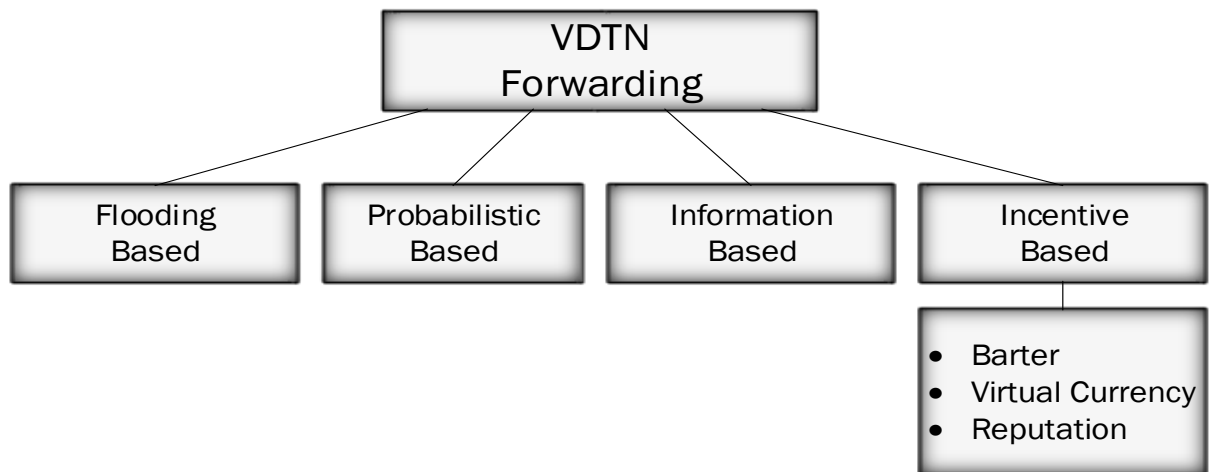 VDTN
Forwarding
Flooding
Based
Probabilistic
Based
Information
Based
Incentive
Based
• Barter
• Virtual Currency
• Reputation